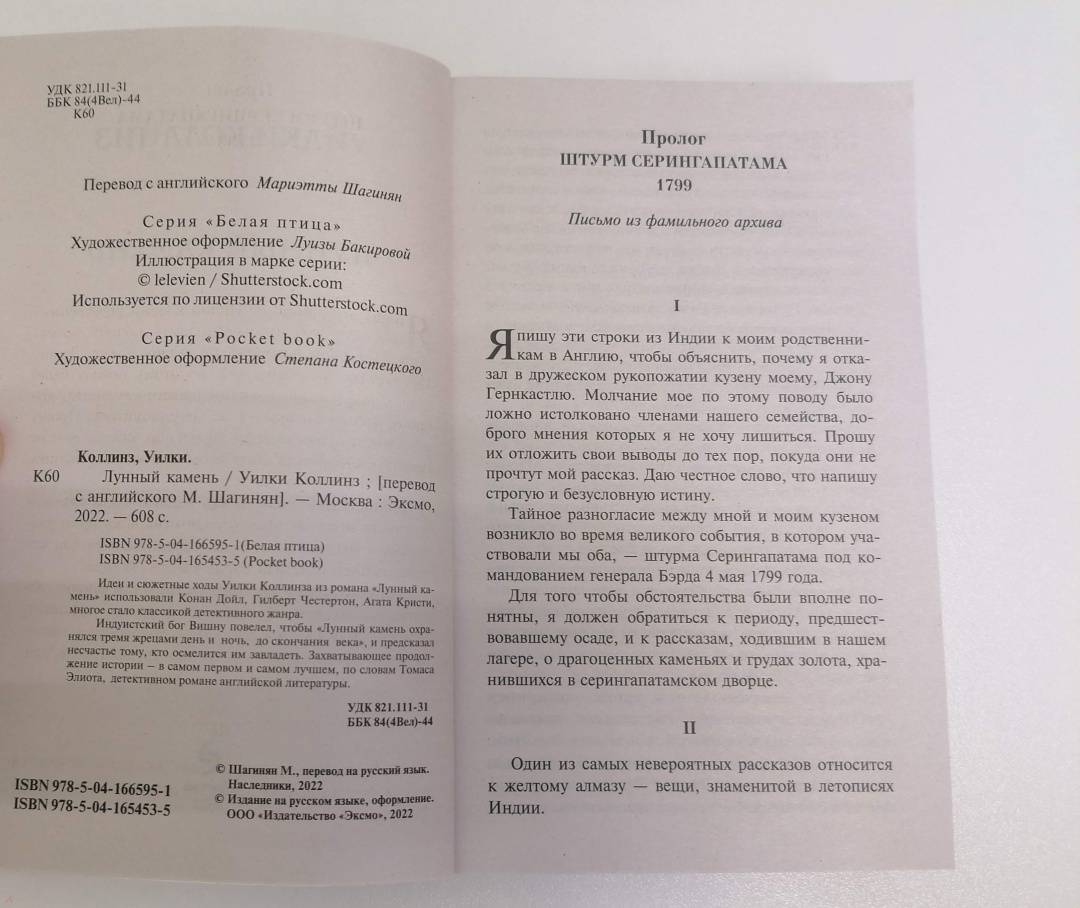 УДК 821.111-31
ББК 84(4Вел)-44
К60
Перевод с английского Мариэтты Шагинян
Серия «Белая птица»
Художественное оформление Луизы Бакировой
Иллюстрация в марке серии:
© lelevien / Shutterstock.com
Используется по лицензии от Shutterstock.com
Серия «Pocket book»
Художественное оформление Степана Костецкого
Коллинз, Уилки.
К60 Лунный камень / Уилки Коллинз ; [перевод
с английского М. Шагинян]. — Москва : Эксмо,
2022. — 608 с.
ISBN 978-5-04-166595-1(Белая птица)
ISBN 978-5-04-165453-5 (Pocket book)
Идеи и сюжетные ходы Уилки Коллинза из романа «Лунный ка-
мень» использовали Конан Дойл, Гилберт Честертон, Агата Кристи,
многое стало классикой детективного жанра.
Индуистский бог Вишну повелел, чтобы «Лунный камень охра-
нялся тремя жрецами день и ночь, до скончания века», и предсказал
несчастье тому, кто осмелится им завладеть. Захватывающее продол-
жение истории – в самом первом и самом лучшем, по словам Томаса
Элиота, детективном романе английской литературы.
УДК 821.111-31
ББК 84(4Вел)-44
© Шагинян М., перевод на русский язык.
Наследники, 2022
© Издание на русском языке, оформление.
ООО «Издательство «Эксмо», 2022
ISBN 978-5-04-166595-1
ISBN 978-5-04-165453-5
Пролог
ШТУРМ СЕРИНГАПАТАМА
1799
Письмо из фамильного архива
I
Я пишу эти строки из Индии к моим родственни-
кам в Англию, чтобы объяснить, почему я отка-
зал в дружеском рукопожатии кузену моему, Джону
Гернкастлю. Молчание мое по этому поводу было
ложно истолковано членами нашего семейства, до-
брого мнения которых я не хочу лишиться. Прошу
их отложить свои выводы до тех пор, покуда они не
прочтут мой рассказ. Даю честное слово, что напишу
строгую и безусловную истину.
Тайное разногласие между мной и моим кузеном
возникло во время великого события, в котором уча-
ствовали мы оба, — штурма Серингапатама под ко-
мандованием генерала Бэрда 4 мая 1799 года.
Для того чтобы обстоятельства были вполне по-
нятны, я должен обратиться к периоду, предшест-
вовавшему осаде, и к рассказам, ходившим в нашем
лагере, о драгоценных каменьях и грудах золота, хра-
нившихся в серингапатамском дворце.
II
Один из самых невероятных рассказов относится
к желтому алмазу — вещи, знаменитой в летописях
Индии.